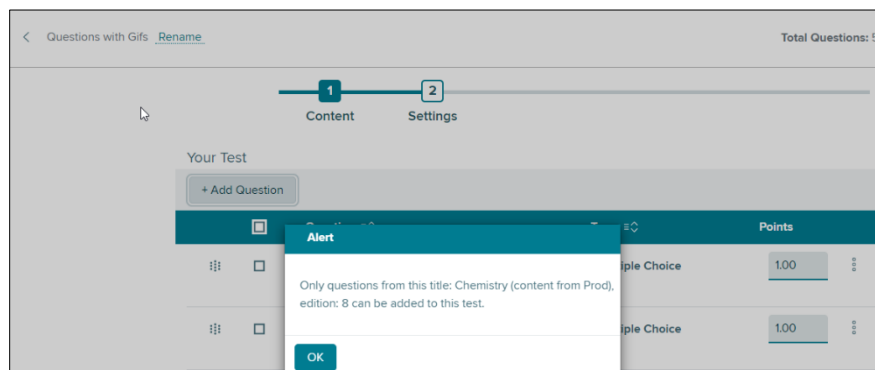 Questions with Gifs Rename
Total Questions: 5
1
2
Content
Settings
Your Test
+ Add Question
Points
Alert
Only questions from this title: Chemistry (content from Prod),
edition: 8 can be added to this test.
iple Choice
1.00
iple Choice
1.00
OK